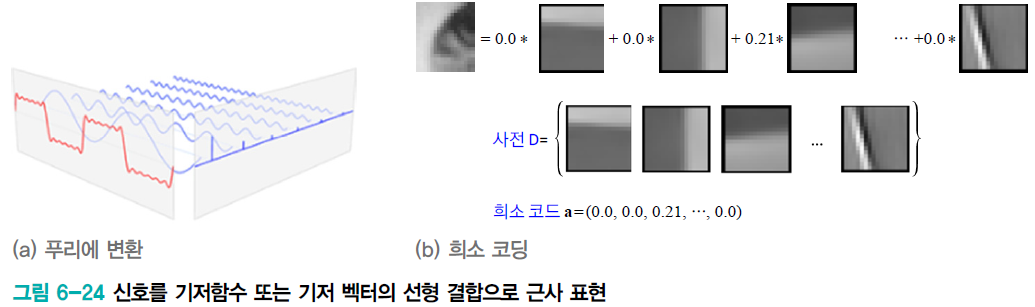 = 0.0 * + 0.0 * + 0.21 * … +0.0 *
사전 D= { ... }
희소 코드 a = (0.0, 0.0, 0.21, …, 0.0)
(a) 푸리에 변환 (b) 희소 코딩
그림 6-24 신호를 기저함수 또는 기저 벡터의 선형 결합으로 근사 표현